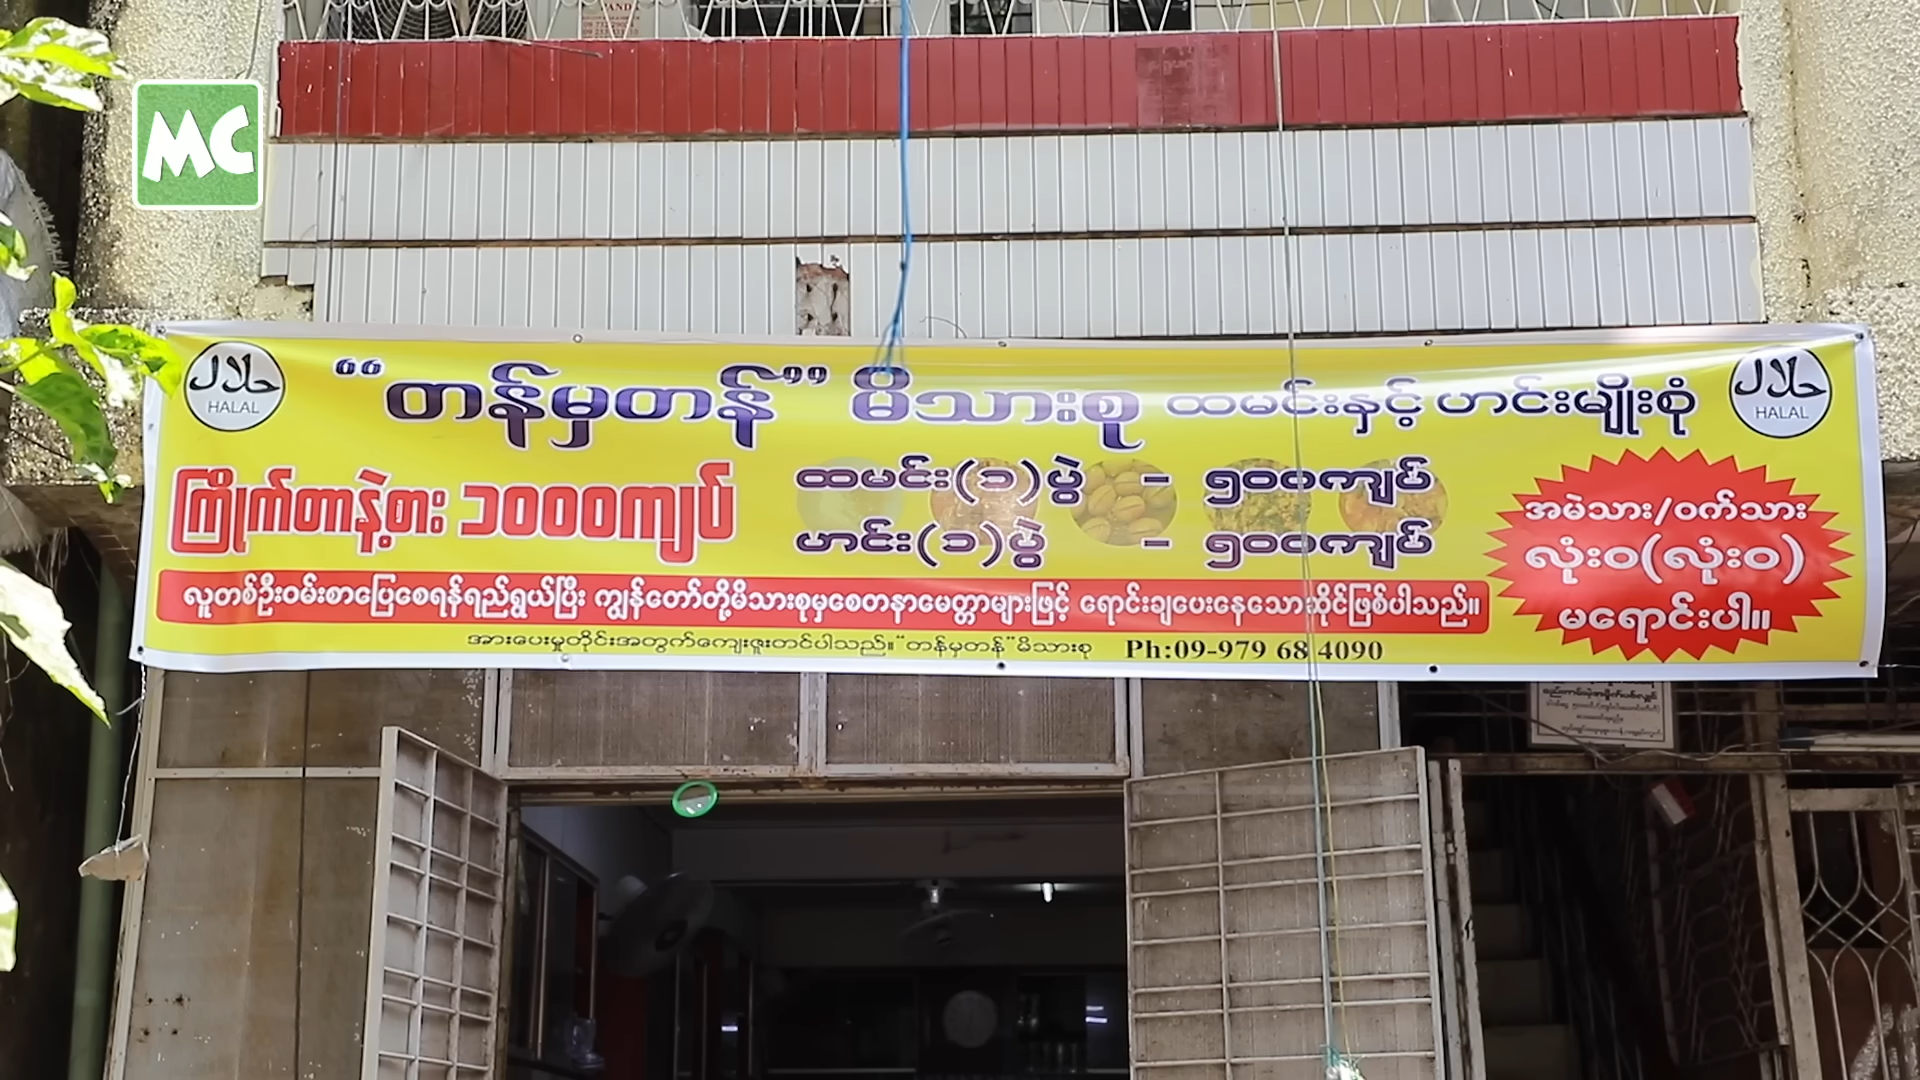 MC
حلال
HALAL
“တန်မှတန်” မိသားစု ထမင်းနှင့် ဟင်းမျိုးစုံ
حلال
HALAL
ကြိုက်တာနဲ့စား ၁၀၀၀ကျပ်
ထမင်း(၁)ပွဲ - ၅၀၀ကျပ်
ဟင်း(၁)ပွဲ - ၅၀၀ကျပ်
အမဲသား/ဝက်သား
လုံးဝ(လုံးဝ)
မရောင်းပါ။
လူတစ်ဦးဝမ်းစာပြေစေရန်ရည်ရွယ်ပြီး ကျွန်တော်တို့မိသားစုမှစေတနာမေတ္တာများဖြင့် ရောင်းချပေးနေသောဆိုင်ဖြစ်ပါသည်။
အားပေးမှုတိုင်းအတွက်ကျေးဇူးတင်ပါသည်။“တန်မှတန်”မိသားစု Ph:09-979 68 4090